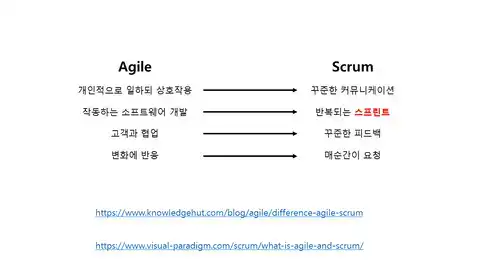 Agile Scrum
개인적으로 일하되 상호작용 꾸준한 커뮤니케이션
작동하는 소프트웨어 개발 반복되는 스프린트
고객과 협업 꾸준한 피드백
변화에 반응 매순간이 요청
https://www.knowledgehut.com/blog/agile/difference-agile-scrum
https://www.visual-paradigm.com/scrum/what-is-agile-and-scrum/